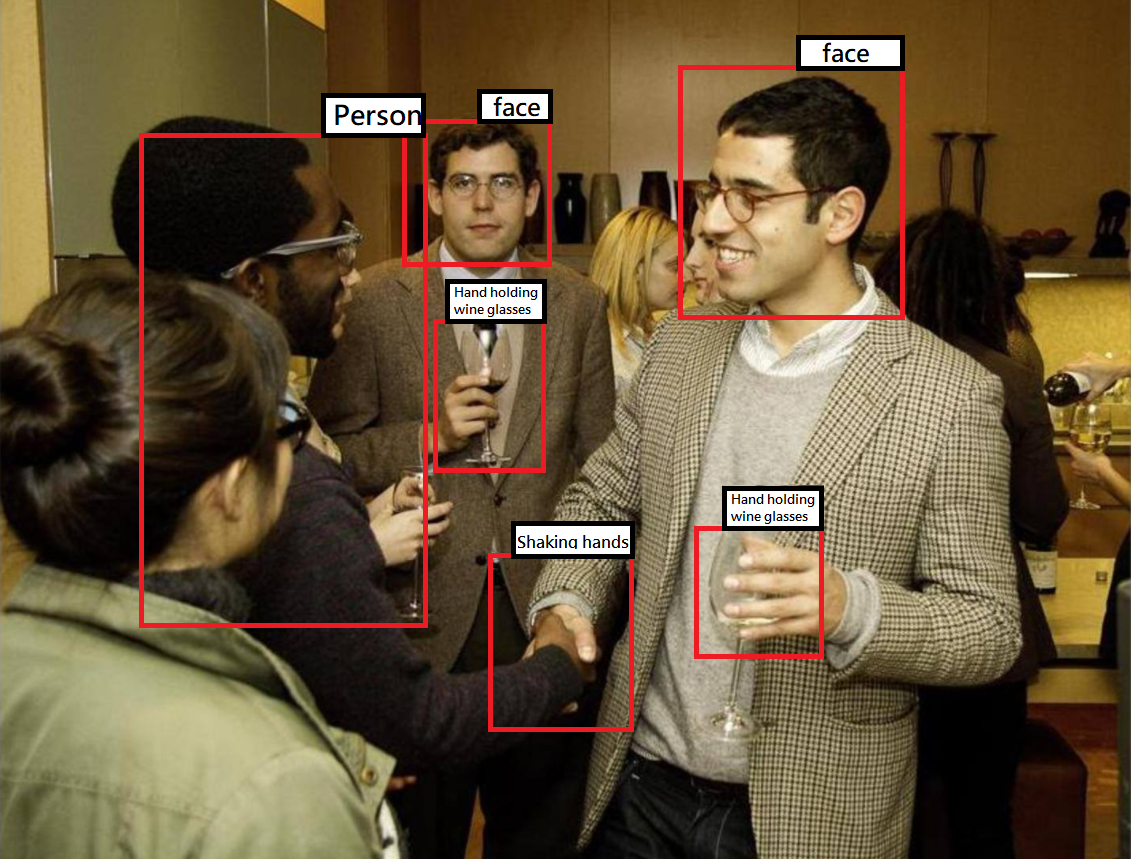 face
face
Person
Hand holding
wine glasses
Hand holding
wine glasses
Shaking hands